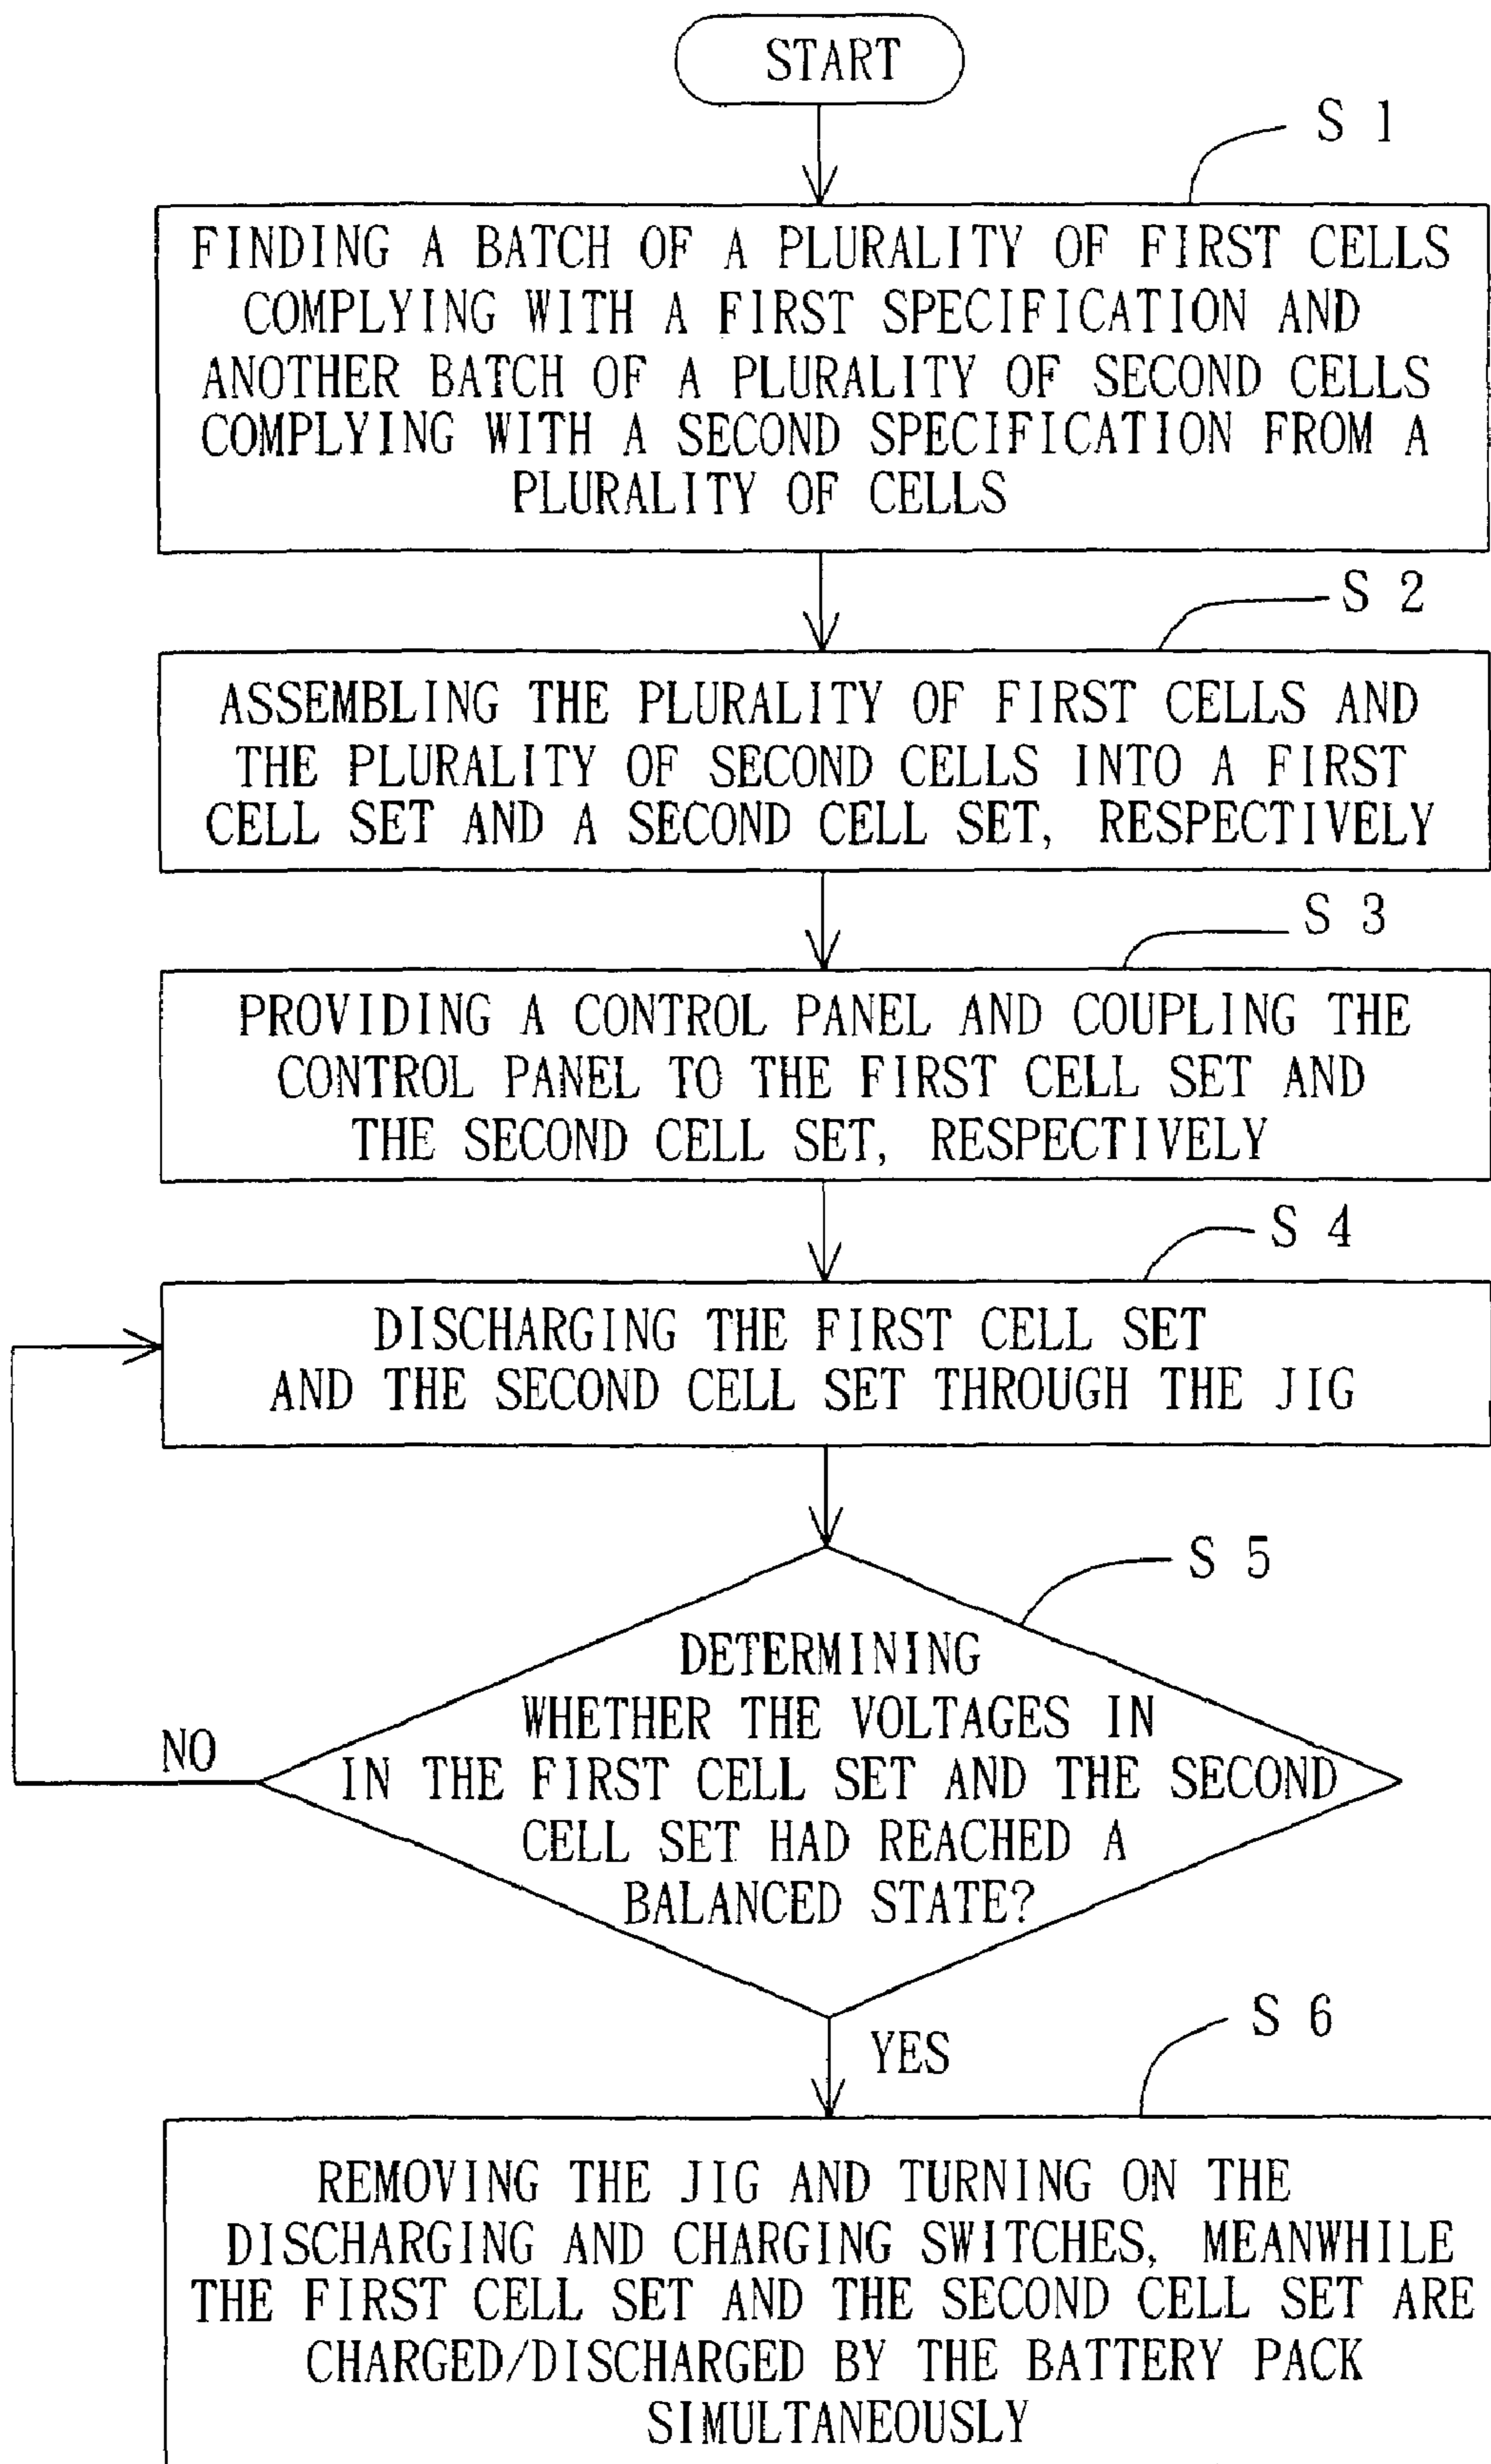 START
S 1
FINDING A BATCH OF A PLURALITY OF FIRST CELLS
COMPLYING WITH A FIRST SPECIFICATION AND
ANOTHER BATCH OF A PLURALITY OF SECOND CELLS
COMPLYING WITH A SECOND SPECIFICATION FROM A
PLURALITY OF CELLS
S 2
ASSEMBLING THE PLURALITY OF FIRST CELLS AND
THE PLURALITY OF SECOND CELLS INTO A FIRST
CELL SET AND A SECOND CELL SET, RESPECTIVELY
S 3
PROVIDING A CONTROL PANEL AND COUPLING THE
CONTROL PANEL TO THE FIRST CELL SET AND
THE SECOND CELL SET, RESPECTIVELY
S 4
DISCHARGING THE FIRST CELL SET
AND THE SECOND CELL SET THROUGH THE JIG
S 5
DETERMINING
WHETHER THE VOLTAGES IN
IN THE FIRST CELL SET AND THE SECOND
CELL SET HAD REACHED A
BALANCED STATE?
NO
YES
S 6
REMOVING THE JIG AND TURNING ON THE
DISCHARGING AND CHARGING SWITCHES, MEANWHILE
THE FIRST CELL SET AND THE SECOND CELL SET ARE
CHARGED/DISCHARGED BY THE BATTERY PACK
SIMULTANEOUSLY